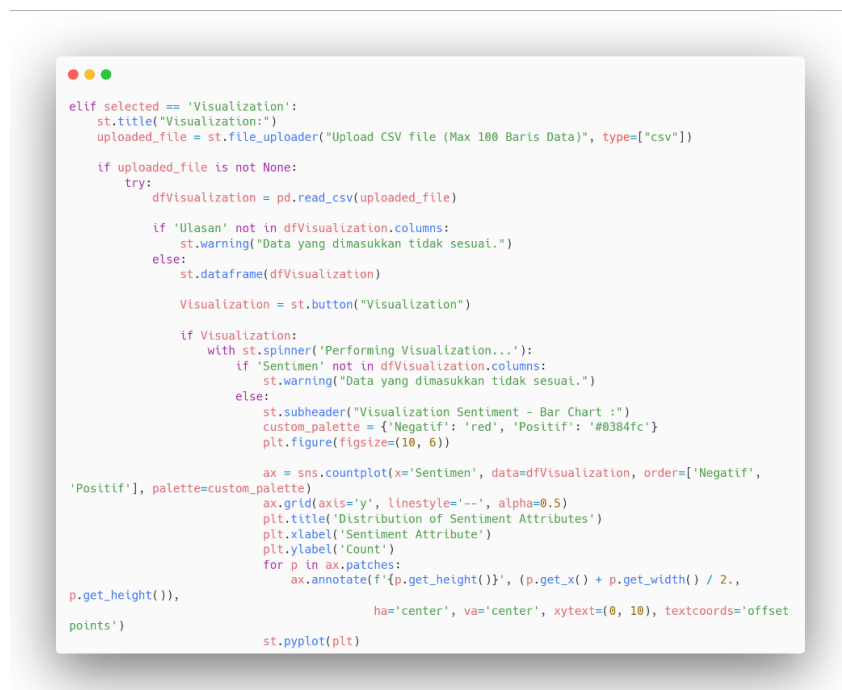 elif selected == 'Visualization':
    st.title("Visualization:")
    uploaded_file = st.file_uploader("Upload CSV file (Max 100 Baris Data)", type=["csv"])

    if uploaded_file is not None:
        try:
            dfVisualization = pd.read_csv(uploaded_file)

            if 'Ulasan' not in dfVisualization.columns:
                st.warning("Data yang dimasukkan tidak sesuai.")
            else:
                st.dataframe(dfVisualization)

                Visualization = st.button("Visualization")

                if Visualization:
                    with st.spinner('Performing Visualization...'):
                        if 'Sentimen' not in dfVisualization.columns:
                            st.warning("Data yang dimasukkan tidak sesuai.")
                        else:
                            st.subheader("Visualization Sentiment - Bar Chart :")
                            custom_palette = {'Negatif': 'red', 'Positif': '#0384fc'}
                            plt.figure(figsize=(10, 6))

                            ax = sns.countplot(x='Sentimen', data=dfVisualization, order=['Negatif',
'Positif'], palette=custom_palette)
                            ax.grid(axis='y', linestyle='--', alpha=0.5)
                            plt.title('Distribution of Sentiment Attributes')
                            plt.xlabel('Sentiment Attribute')
                            plt.ylabel('Count')
                            for p in ax.patches:
                                ax.annotate(f'{p.get_height()}', (p.get_x() + p.get_width() / 2.,
p.get_height()),
                                            ha='center', va='center', xytext=(0, 10), textcoords='offset
points')
                            st.pyplot(plt)